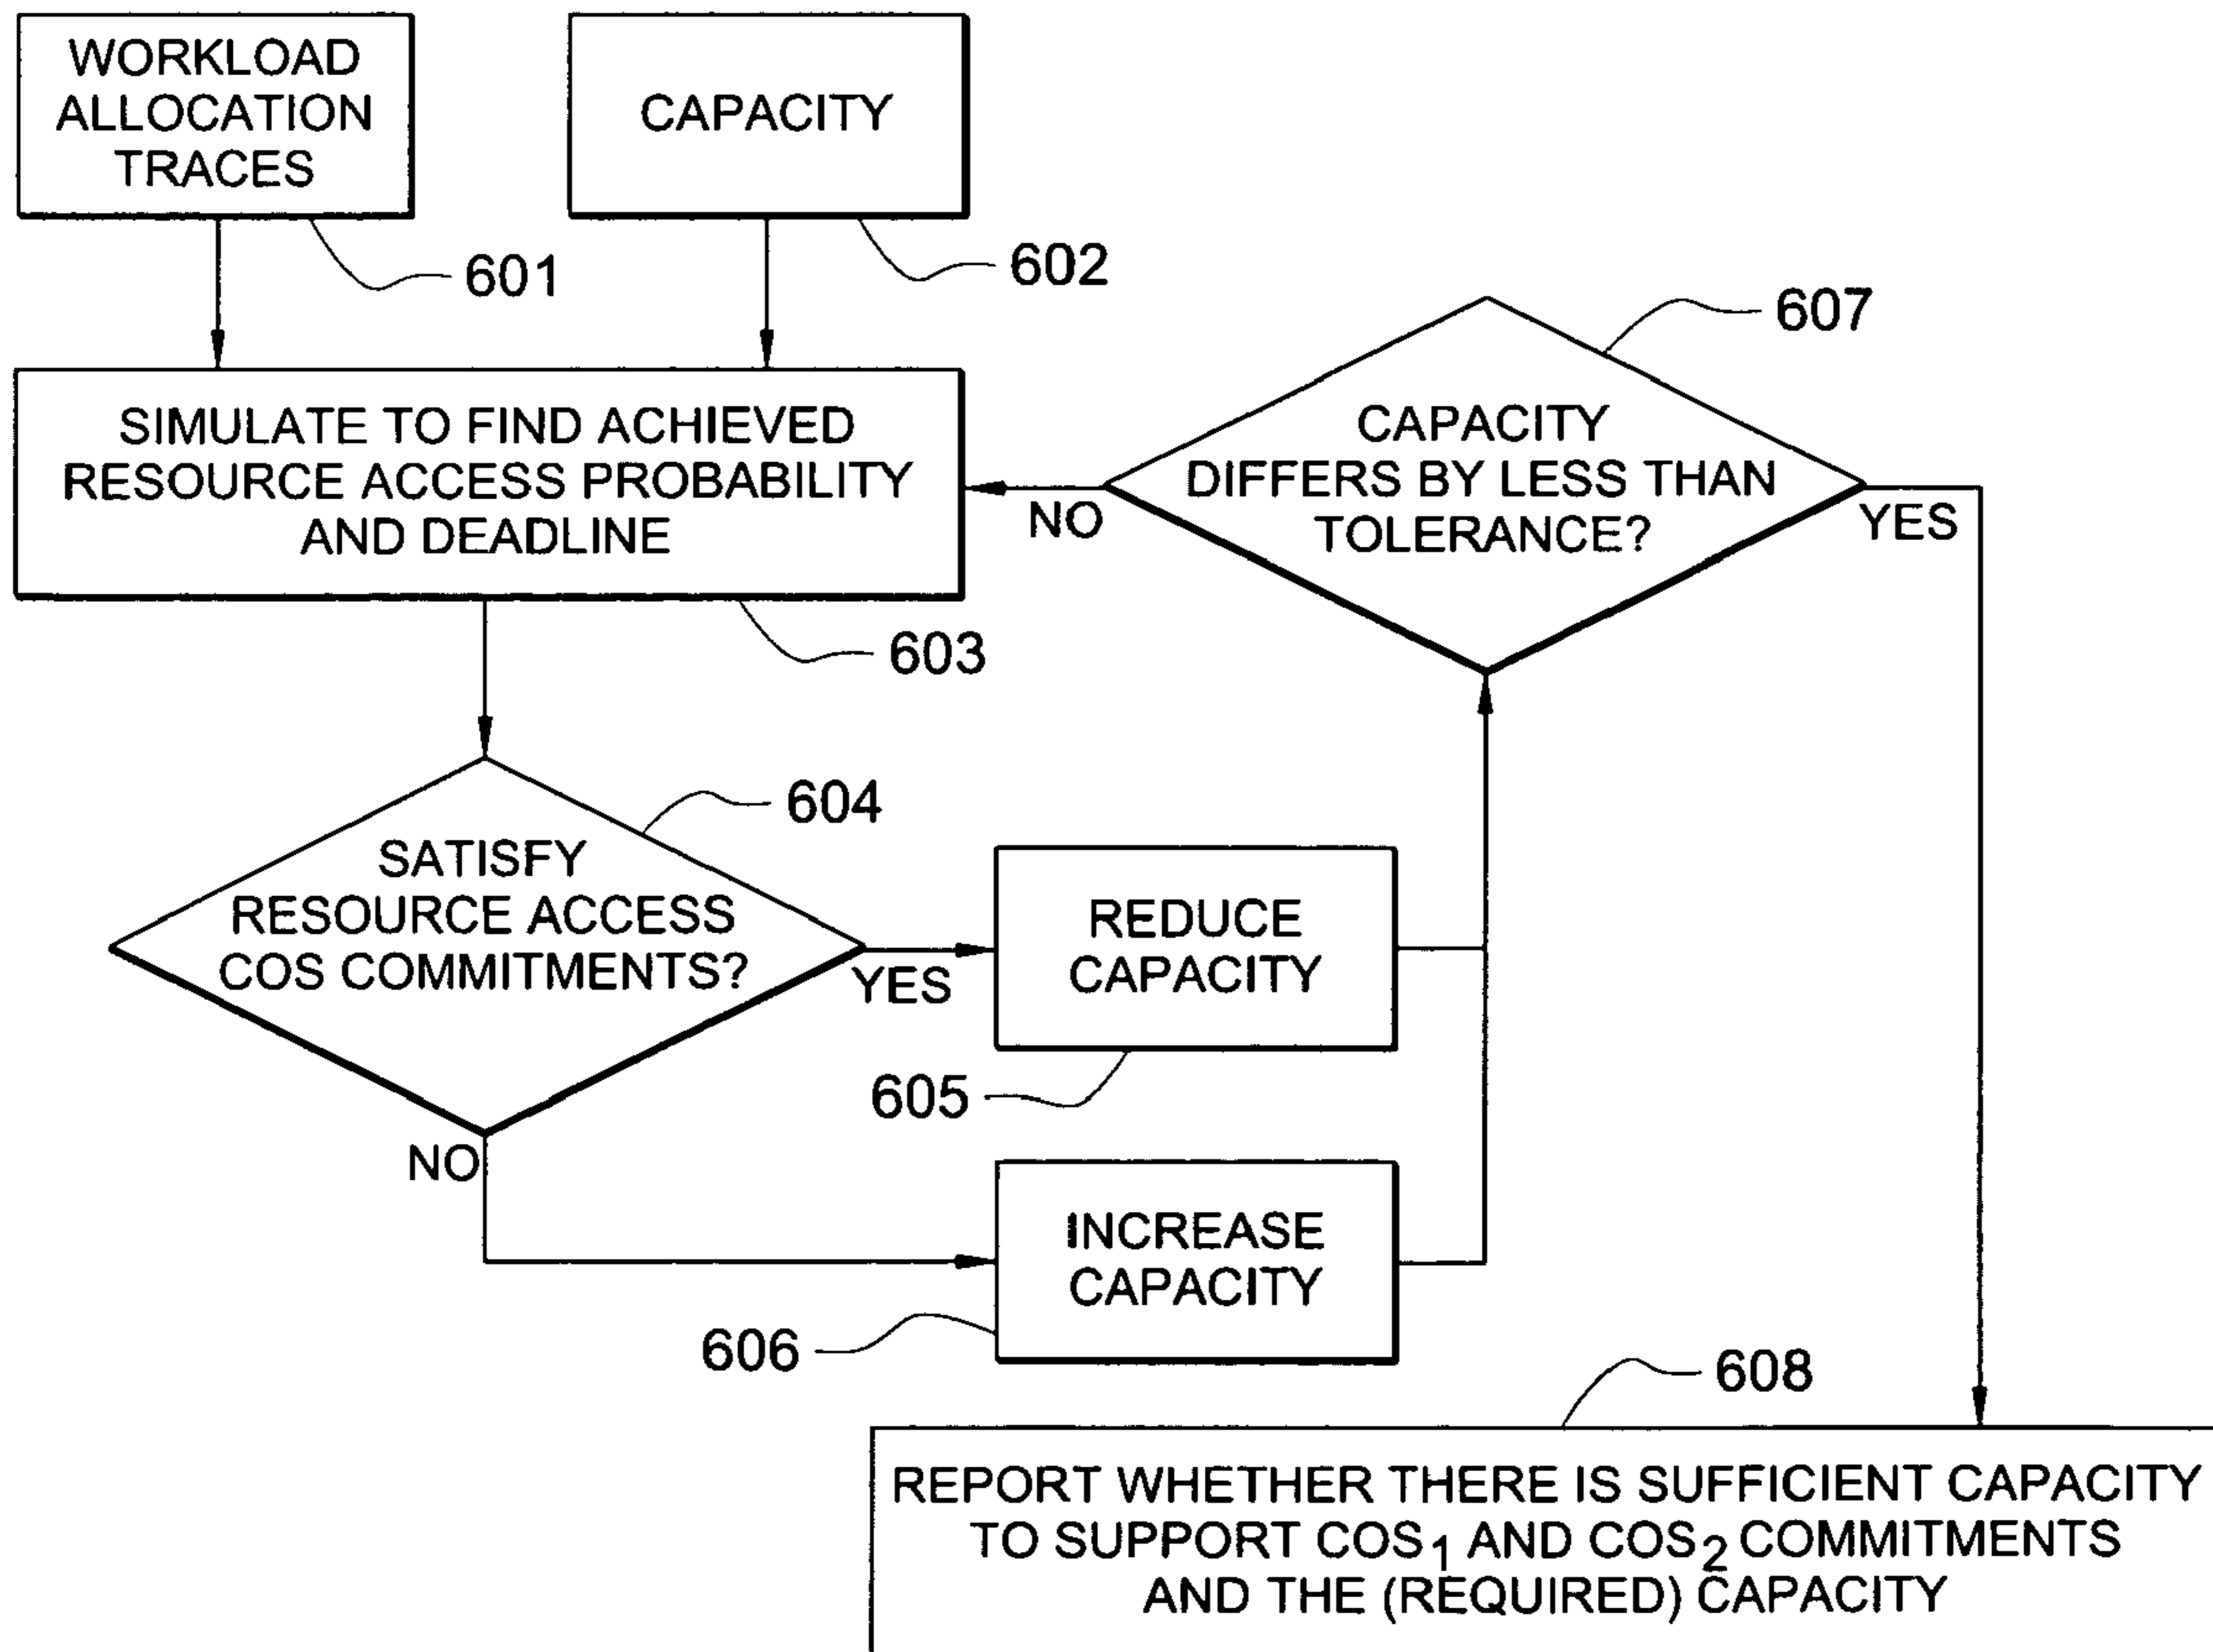 WORKLOAD
ALLOCATION
TRACES
CAPACITY
601
602
607
SIMULATE TO FIND ACHIEVED
RESOURCE ACCESS PROBABILITY
AND DEADLINE
CAPACITY
DIFFERS BY LESS THAN
TOLERANCE?
NO
YES
603
604
SATISFY
RESOURCE ACCESS
COS COMMITMENTS?
YES
NO
REDUCE
CAPACITY
605
INCREASE
CAPACITY
606
608
REPORT WHETHER THERE IS SUFFICIENT CAPACITY
TO SUPPORT COS₁ AND COS₂ COMMITMENTS
AND THE (REQUIRED) CAPACITY